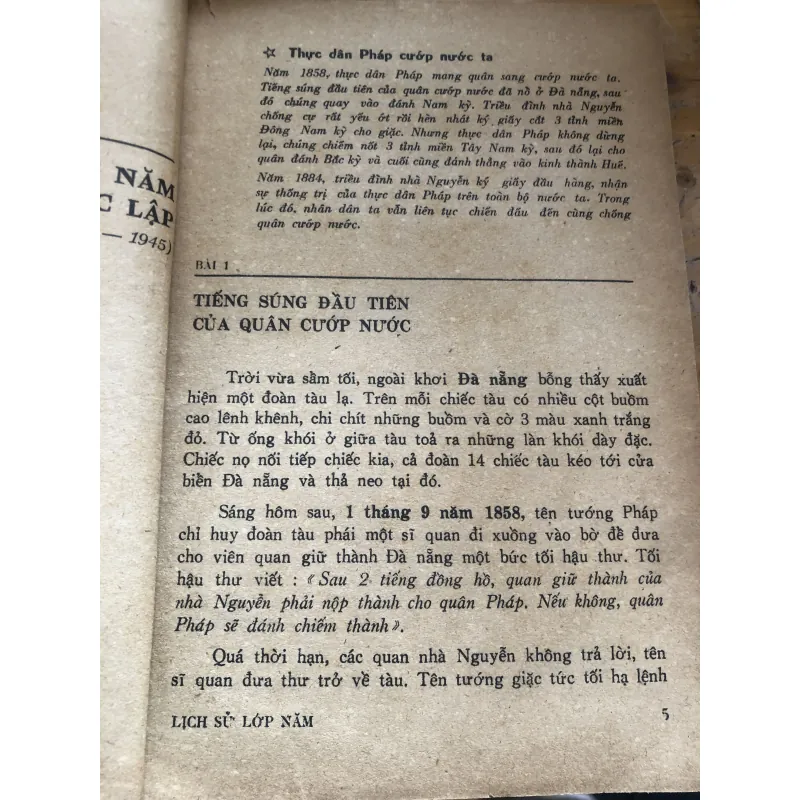 NĂM
C LẬP
— 1945)
☆ Thực dân Pháp cướp nước ta
Năm 1858, thực dân Pháp mang quân sang cướp nước ta.
Tiếng súng đầu tiên của quân cướp nước đã nổ ở Đà nẵng, sau
đó chúng quay vào đánh Nam kỳ. Triều đình nhà Nguyễn
chống cự rất yếu ớt rồi hèn nhát ký giấy cắt 3 tỉnh miền
Đông Nam kỳ cho giặc. Nhưng thực dân Pháp không dừng
lại, chúng chiếm nốt 3 tỉnh miền Tây Nam kỳ, sau đó lại cho
quân đánh Bắc kỳ và cuối cùng đánh thẳng vào kinh thành Huế.
Năm 1884, triều đình nhà Nguyễn ký giấy đầu hàng, nhận
sự thống trị của thực dân Pháp trên toàn bộ nước ta. Trong
lúc đó, nhân dân ta vẫn liên tục chiến đấu đến cùng chống
quân cướp nước.
BÀI 1
TIẾNG SÚNG ĐẦU TIÊN
CỦA QUÂN CƯỚP NƯỚC
Trời vừa sầm tối, ngoài khơi Đà nẵng bỗng thấy xuất
hiện một đoàn tàu lạ. Trên mỗi chiếc tàu có nhiều cột buồm
cao lênh khênh, chi chít những buồm và cờ 3 màu xanh trắng
đỏ. Từ ống khói ở giữa tàu toả ra những làn khói dày đặc.
Chiếc nọ nối tiếp chiếc kia, cả đoàn 14 chiếc tàu kéo tới cửa
biển Đà nẵng và thả neo tại đó.
Sáng hôm sau, 1 tháng 9 năm 1858, tên tướng Pháp
chỉ huy đoàn tàu phái một sĩ quan đi xuồng vào bờ để đưa
cho viên quan giữ thành Đà nẵng một bức tối hậu thư. Tối
hậu thư viết : « Sau 2 tiếng đồng hồ, quan giữ thành của
nhà Nguyễn phải nộp thành cho quân Pháp. Nếu không, quân
Pháp sẽ đánh chiếm thành ».
Quá thời hạn, các quan nhà Nguyễn không trả lời, tên
sĩ quan đưa thư trở về tàu. Tên tướng giặc tức tối hạ lệnh
LỊCH SỬ LỚP NĂM
5